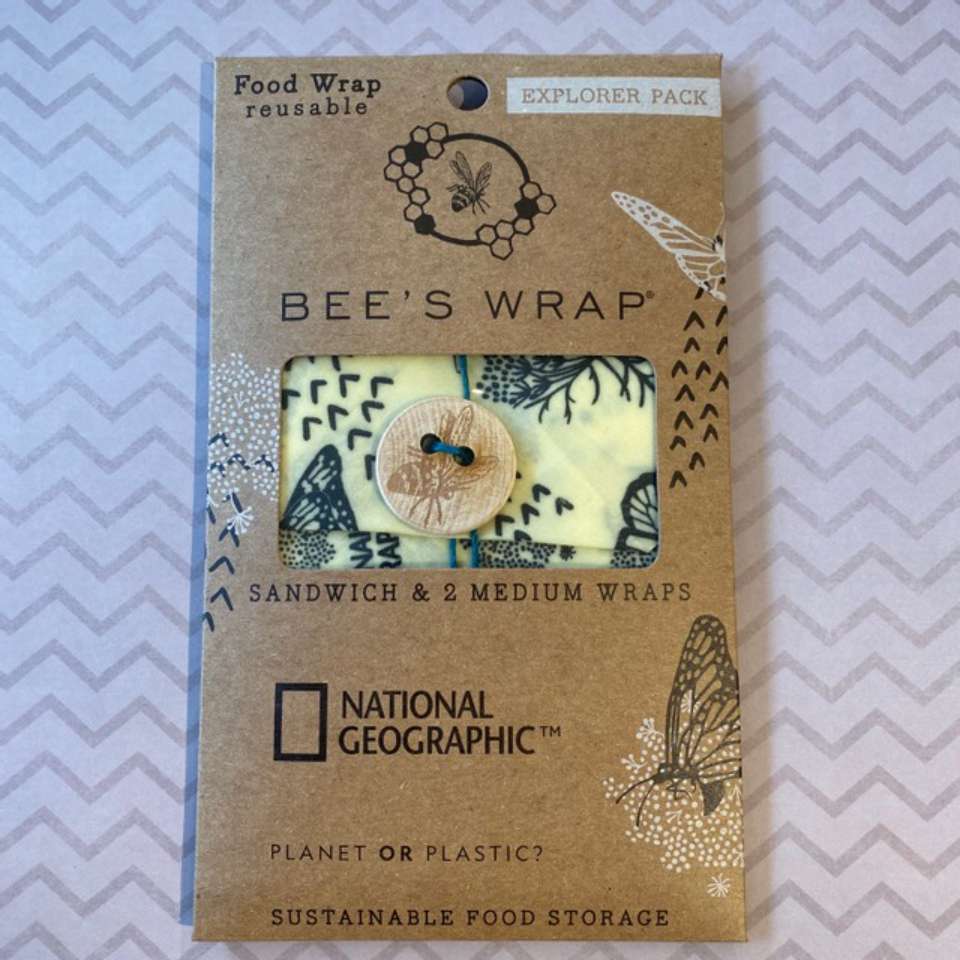 Food Wrap
reusable
EXPLORER PACK
BEE'S WRAP®
SANDWICH & 2 MEDIUM WRAPS
NATIONAL
GEOGRAPHIC™
PLANET OR PLASTIC?
SUSTAINABLE FOOD STORAGE